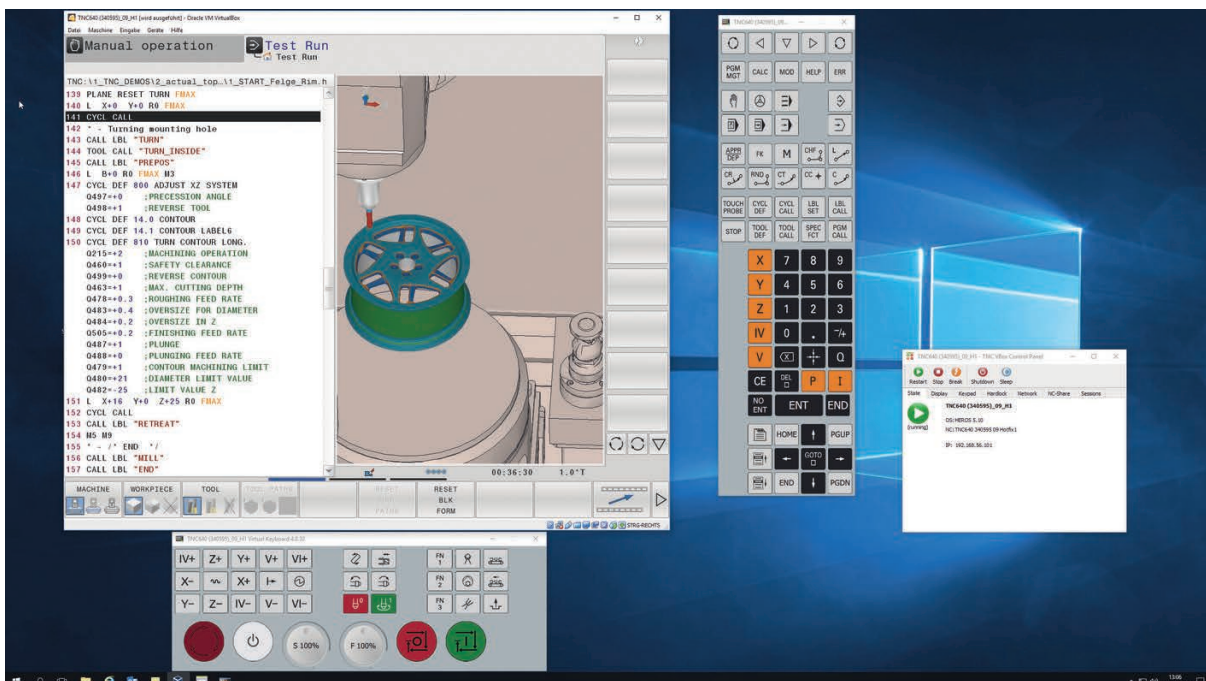 TNC640 (340595)_09_H1 [wird ausgeführt] - Oracle VM VirtualBox
Datei Maschine Eingabe Geräte Hilfe
Manual operation
Test Run
Test Run
TNC:\1_TNC_DEMOS\2_actual_top..\1_START_Felge_Rim.h
139 PLANE RESET TURN FMAX
140 L X+0 Y+0 R0 FMAX
141 CYCL CALL
142 * - Turning mounting hole
143 CALL LBL "TURN"
144 TOOL CALL "TURN_INSIDE"
145 CALL LBL "PREPOS"
146 L B+0 R0 FMAX M3
147 CYCL DEF 800 ADJUST XZ SYSTEM
Q497=+0 ;PRECESSION ANGLE
Q498=+1 ;REVERSE TOOL
148 CYCL DEF 14.0 CONTOUR
149 CYCL DEF 14.1 CONTOUR LABEL6
150 CYCL DEF 810 TURN CONTOUR LONG.
Q215=+2 ;MACHINING OPERATION
Q460=+1 ;SAFETY CLEARANCE
Q499=+0 ;REVERSE CONTOUR
Q463=+1 ;MAX. CUTTING DEPTH
Q478=+0.3 ;ROUGHING FEED RATE
Q483=+0.4 ;OVERSIZE FOR DIAMETER
Q484=+0.2 ;OVERSIZE IN Z
Q505=+0.2 ;FINISHING FEED RATE
Q487=+1 ;PLUNGE
Q488=+0 ;PLUNGING FEED RATE
Q479=+1 ;CONTOUR MACHINING LIMIT
Q480=+21 ;DIAMETER LIMIT VALUE
Q482=-25 ;LIMIT VALUE Z
151 L X+16 Y+0 Z+25 R0 FMAX
152 CYCL CALL
153 CALL LBL "RETREAT"
154 M5 M9
155 * - /* END */
156 CALL LBL "MILL"
157 CALL LBL "END"
00:36:30 1.0*T
MACHINE WORKPIECE TOOL TOOL PATHS
RESET
PATHS
RESET
BLK
FORM
STRG-RECHTS
PGM MGT CALC MOD HELP ERR
APPR DEP FK M CHF L
CR RND CT CC C
TOUCH PROBE CYCL DEF CYCL CALL LBL SET LBL CALL
STOP TOOL DEF TOOL CALL SPEC FCT PGM CALL
X 7 8 9
Y 4 5 6
Z 1 2 3
IV 0 . -/+
V + Q
CE DEL P I
NO ENT ENT END
HOME PGUP
GOTO
END PGDN
TNC640 (340595)_09_H1 - TNC VBox Control Panel
Restart Stop Break Shutdown Sleep
State Display Keypad Hardlock Network NC-Share Sessions
TNC640 (340595)_09_H1
OS: HEROS 5.10
(running)
NC: TNC640 340595 09 Hotfix1
IP: 192.168.56.101
TNC640 (340595)_09_H1 Virtual Keyboard
IV+ Z+ Y+ V+ VI+
FN 1
X- X+
FN 2
Y- Z- IV- V- VI-
FN 3
S 100%
F 100%
13:06